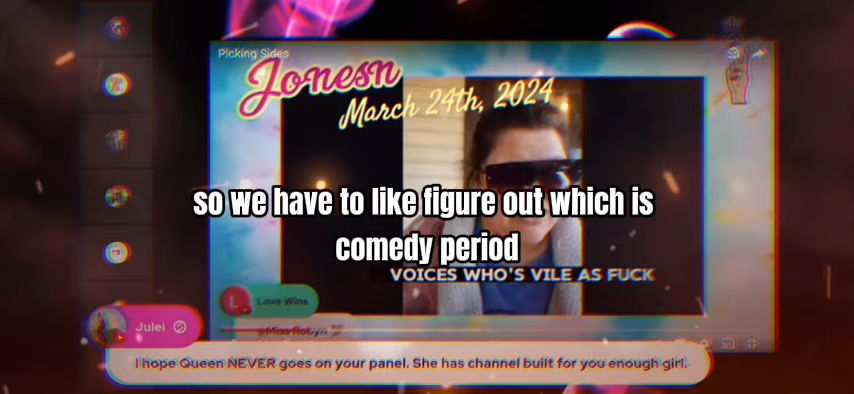 Picking Sides
Jonesn
March 24th, 2024
so we have to like figure out which is
comedy period
VOICES WHO'S VILE AS FUCK
L
Love Wins
@Miss Robyn
Julei
I hope Queen NEVER goes on your panel. She has channel built for you enough girl.